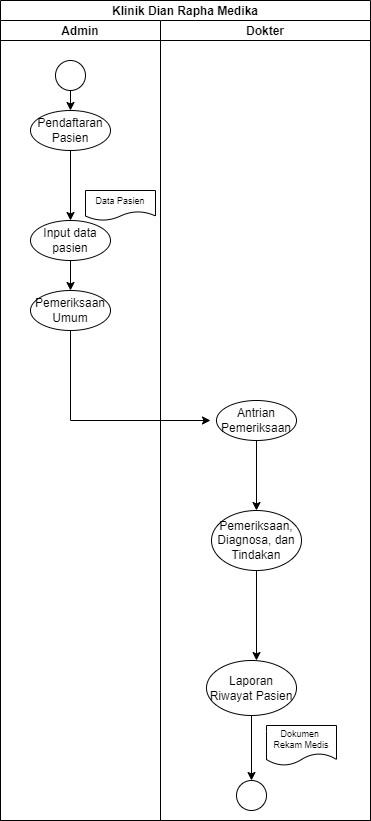 Klinik Dian Rapha Medika
Admin
Dokter
Pendaftaran
Pasien
Data Pasien
Input data
pasien
Pemeriksaan
Umum
Antrian
Pemeriksaan
Pemeriksaan,
Diagnosa, dan
Tindakan
Laporan
Riwayat Pasien
Dokumen
Rekam Medis